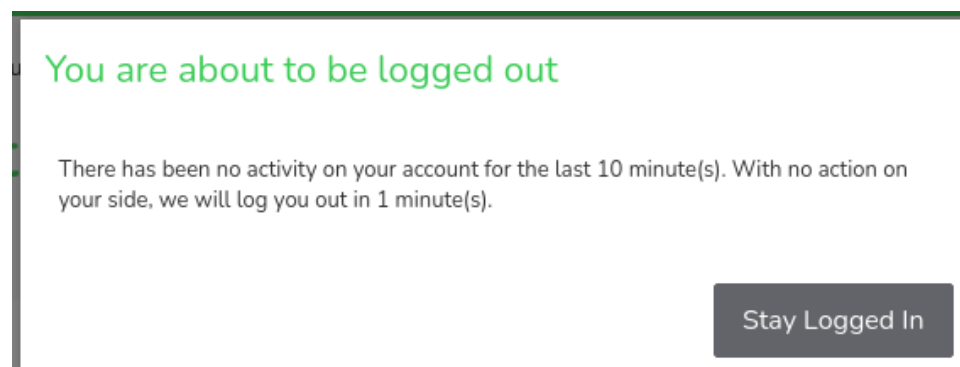 You are about to be logged out
There has been no activity on your account for the last 10 minute(s). With no action on
your side, we will log you out in 1 minute(s).
Stay Logged In